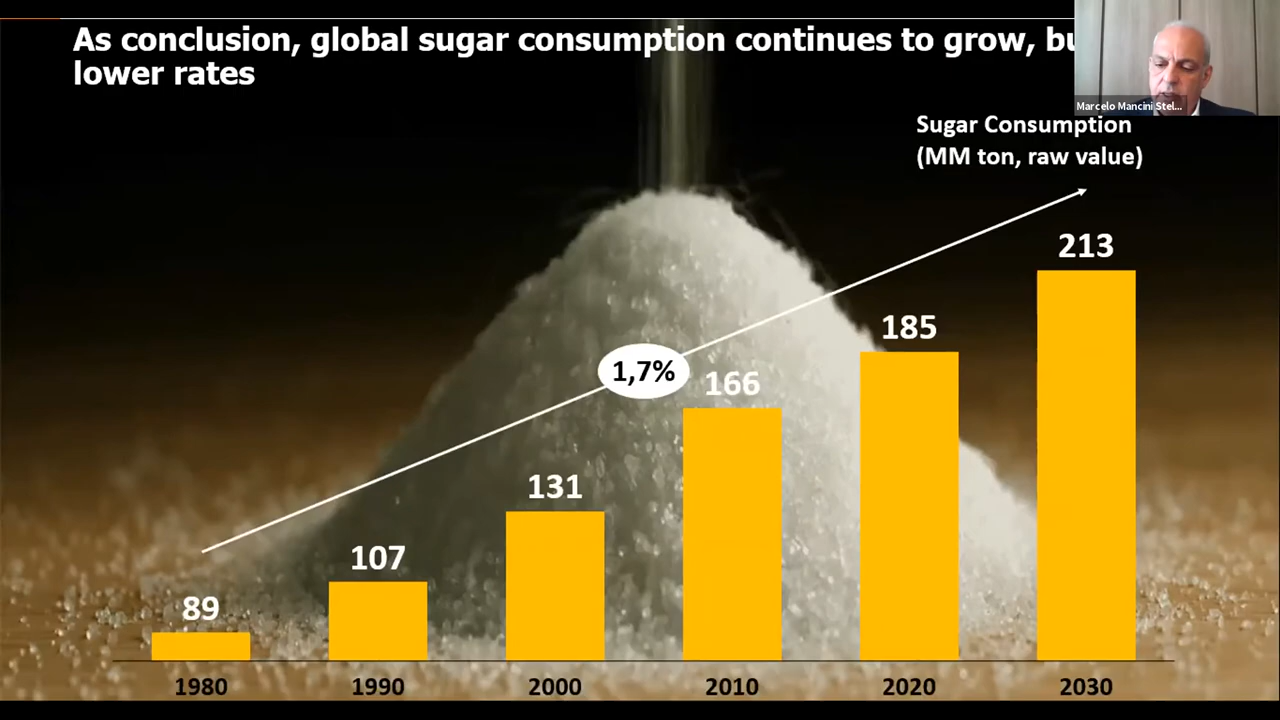 As conclusion, global sugar consumption continues to grow,
lower rates
Marcelo Mancini Stel...
Sugar Consumption
(MM ton, raw value)
213
185
1,7%
166
131
107
89
1980 1990 2000 2010 2020 2030